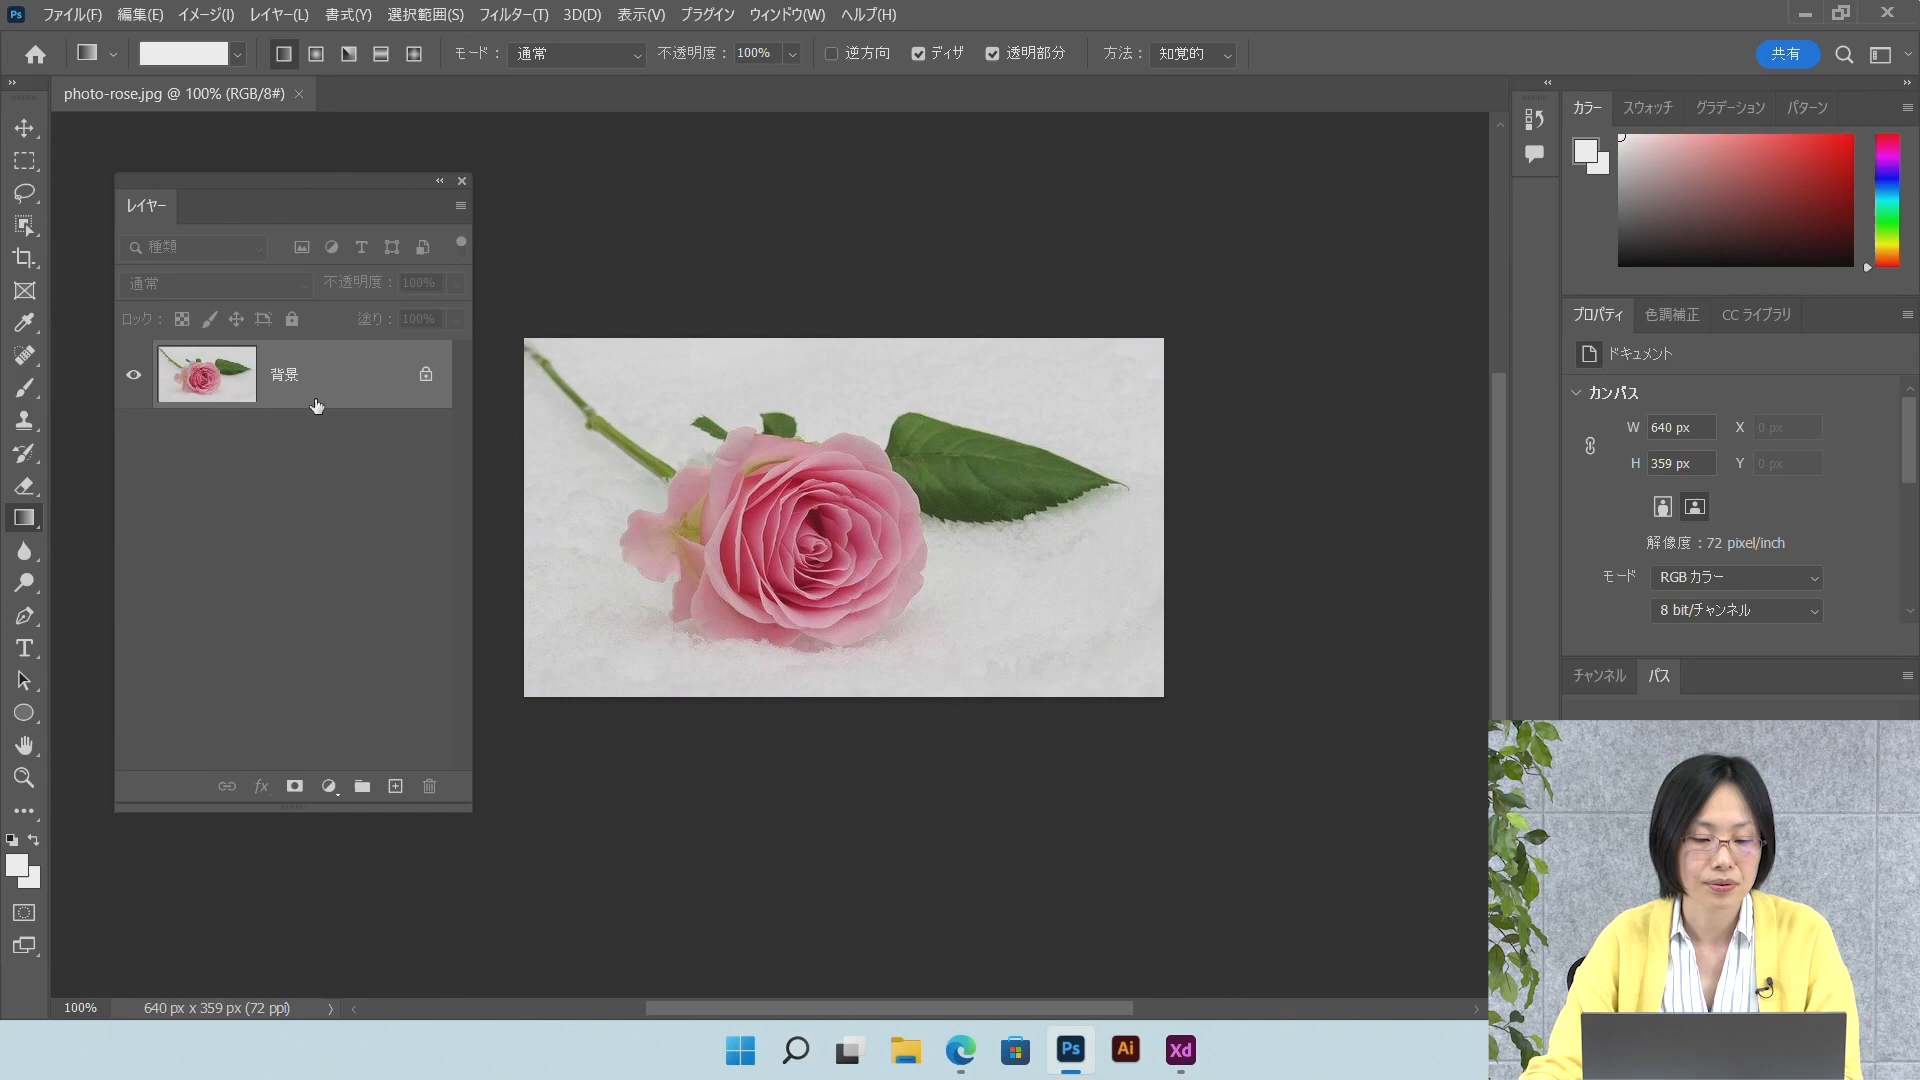 Ps ファイル(F) 編集(E) イメージ(I) レイヤー(L) 書式(Y) 選択範囲(S) フィルター(T) 3D(D) 表示(V) プラグイン ウィンドウ(W) ヘルプ(H)
モード： 通常 不透明度： 100% 逆方向 ディザ 透明部分 方法： 知覚的 共有
photo-rose.jpg @ 100% (RGB/8#)
レイヤー
種類
通常 不透明度： 100%
ロック： 塗り： 100%
背景
fx
カラー スウォッチ グラデーション パターン
プロパティ 色調補正 CC ライブラリ
ドキュメント
カンバス
W 640 px X 0 px
H 359 px Y 0 px
解像度：72 pixel/inch
モード RGB カラー
8 bit/チャンネル
チャンネル パス
100% 640 px x 359 px (72 ppi)
Ps Ai Xd